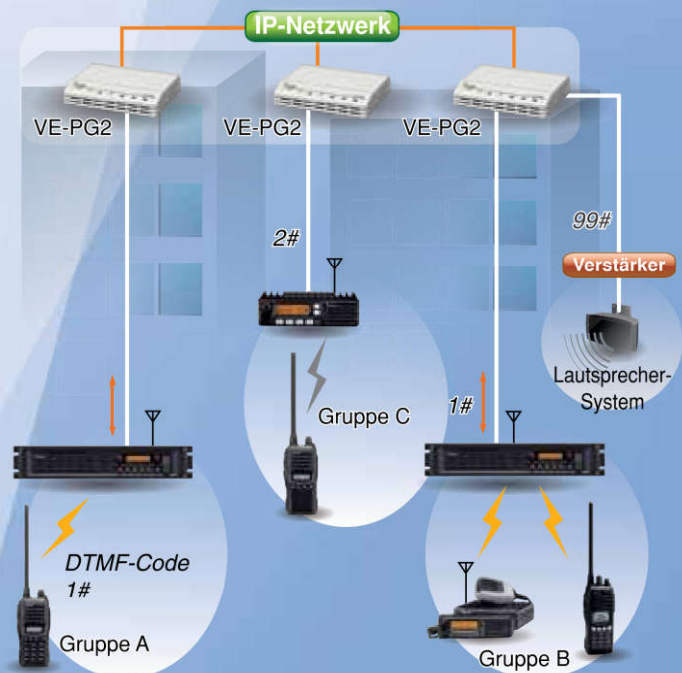 IP-Netzwerk
VE-PG2
VE-PG2
VE-PG2
2#
99#
Verstärker
Lautsprecher-
System
Gruppe C
1#
DTMF-Code
1#
Gruppe A
Gruppe B